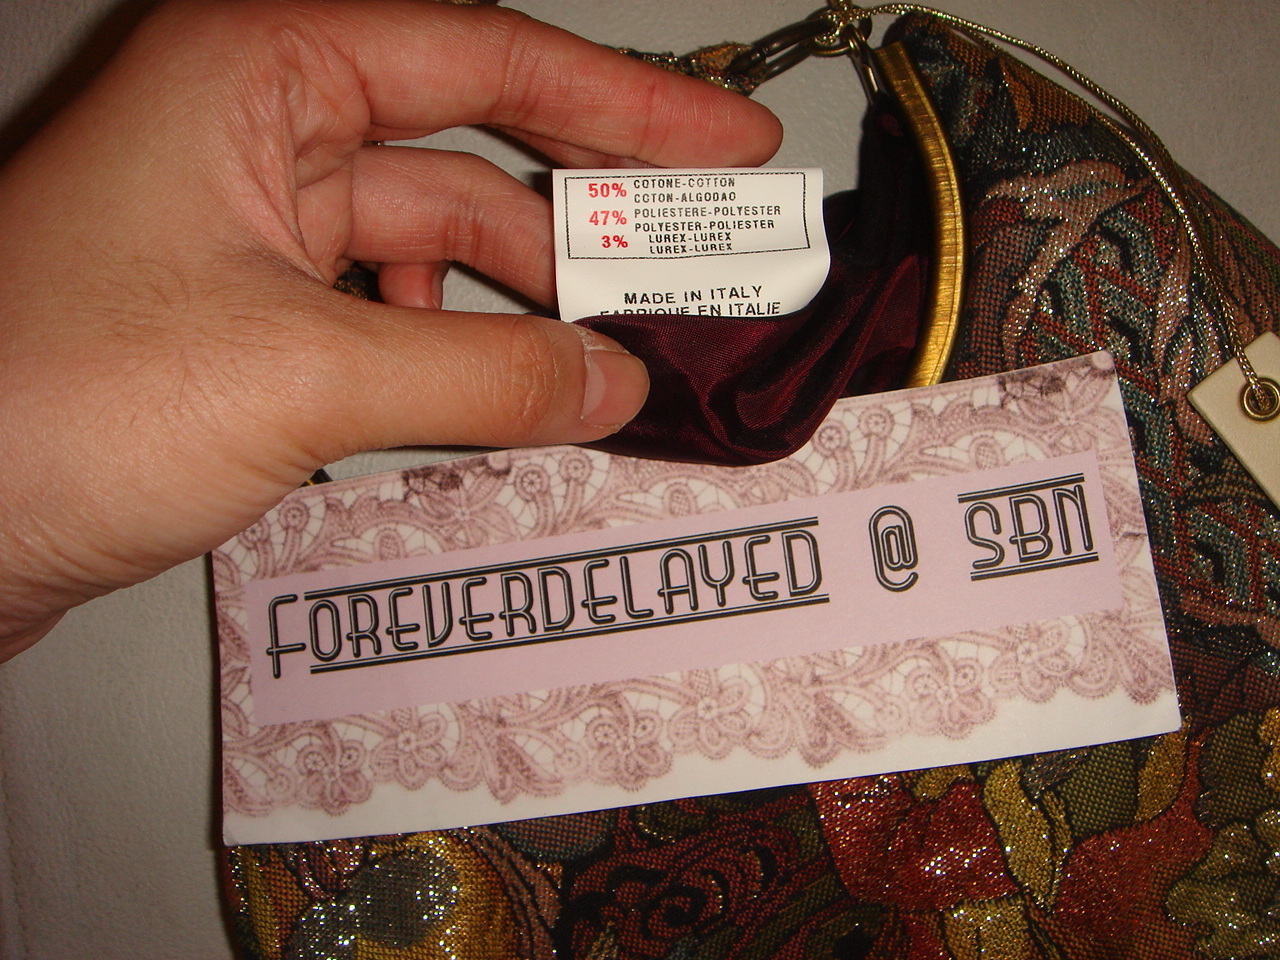 50% COTONE-COTTON
COTON-ALGODAO
47% POLIESTERE-POLYESTER
POLYESTER-POLIESTER
3% LUREX-LUREX
LUREX-LUREX
MADE IN ITALY
FABRIQUE EN ITALIE
FOREVERDELAYED @ SBN